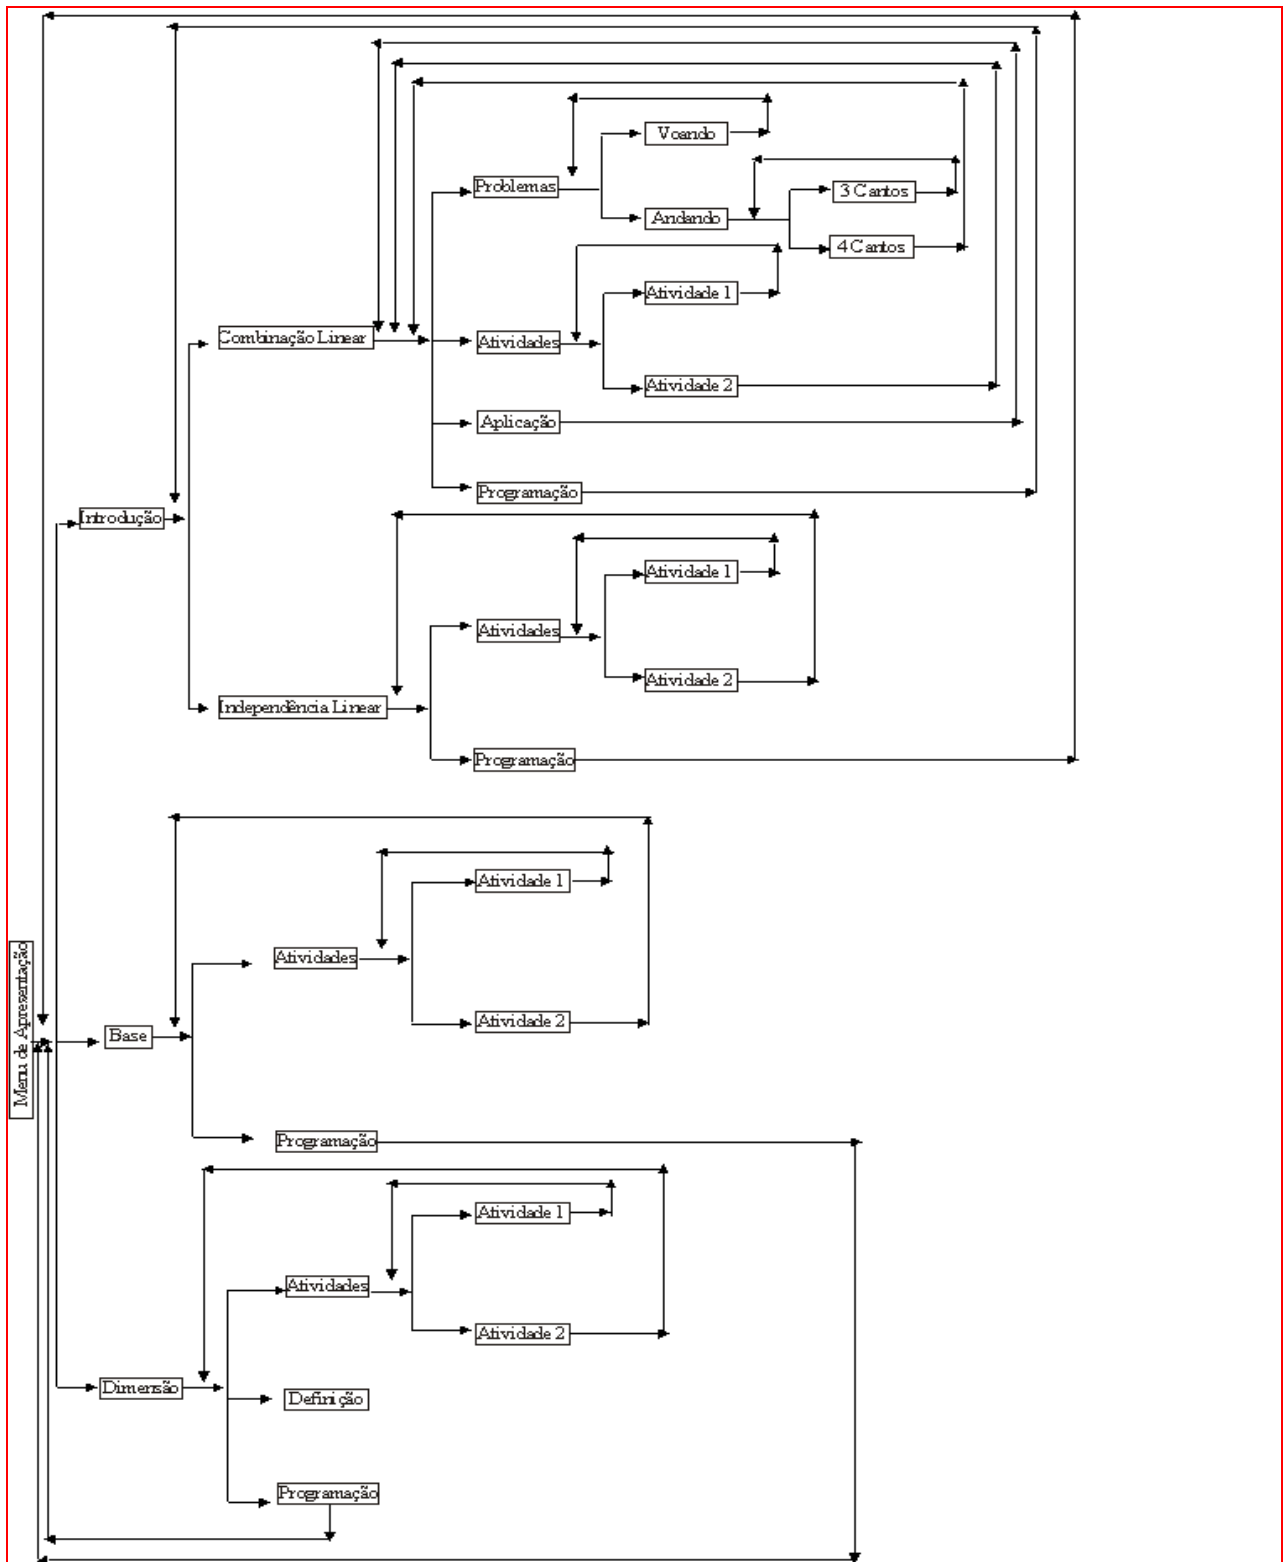 Voando
Problemas
3 Cantos
Andando
4 Cantos
Atividade 1
Combinação Linear
Atividades
Atividade 2
Aplicação
Programação
Introdução
Atividade 1
Atividades
Atividade 2
Independência Linear
Programação
Atividade 1
Atividades
Menu de Apresentação
Atividade 2
Base
Programação
Atividade 1
Atividades
Atividade 2
Dimensão
Definição
Programação